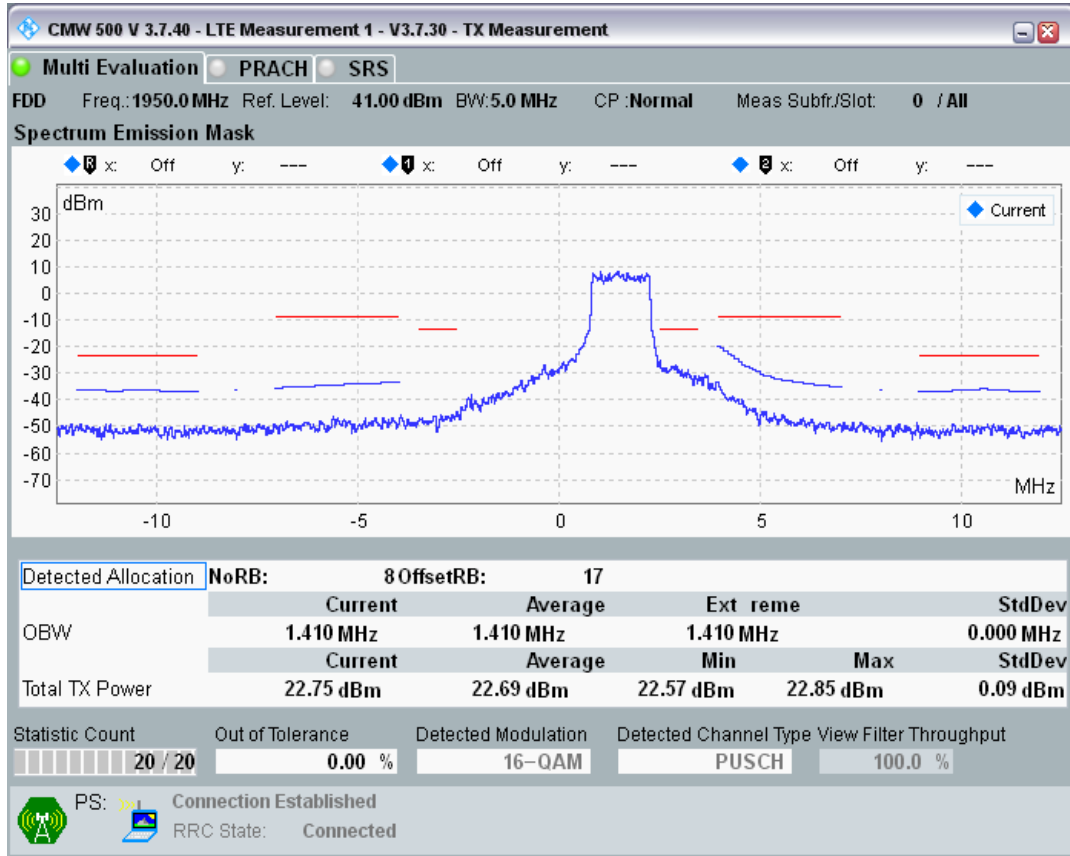 CMW 500 V 3.7.40 - LTE Measurement 1 - V3.7.30 - TX Measurement
Multi Evaluation PRACH SRS
FDD Freq.: 1950.0 MHz Ref. Level: 41.00 dBm BW: 5.0 MHz CP : Normal Meas Subfr./Slot: 0 / All
Spectrum Emission Mask
R x: Off y: --- 1 x: Off y: --- 2 x: Off y: ---
dBm
Current
30
20
10
0
-10
-20
-30
-40
-50
-60
-70
MHz
-10 -5 0 5 10
Detected Allocation NoRB: 8 OffsetRB: 17
Current Average Ext reme StdDev
OBW 1.410 MHz 1.410 MHz 1.410 MHz 0.000 MHz
Current Average Min Max StdDev
Total TX Power 22.75 dBm 22.69 dBm 22.57 dBm 22.85 dBm 0.09 dBm
Statistic Count Out of Tolerance Detected Modulation Detected Channel Type View Filter Throughput
20 / 20 0.00 % 16-QAM PUSCH 100.0 %
PS: Connection Established
RRC State: Connected